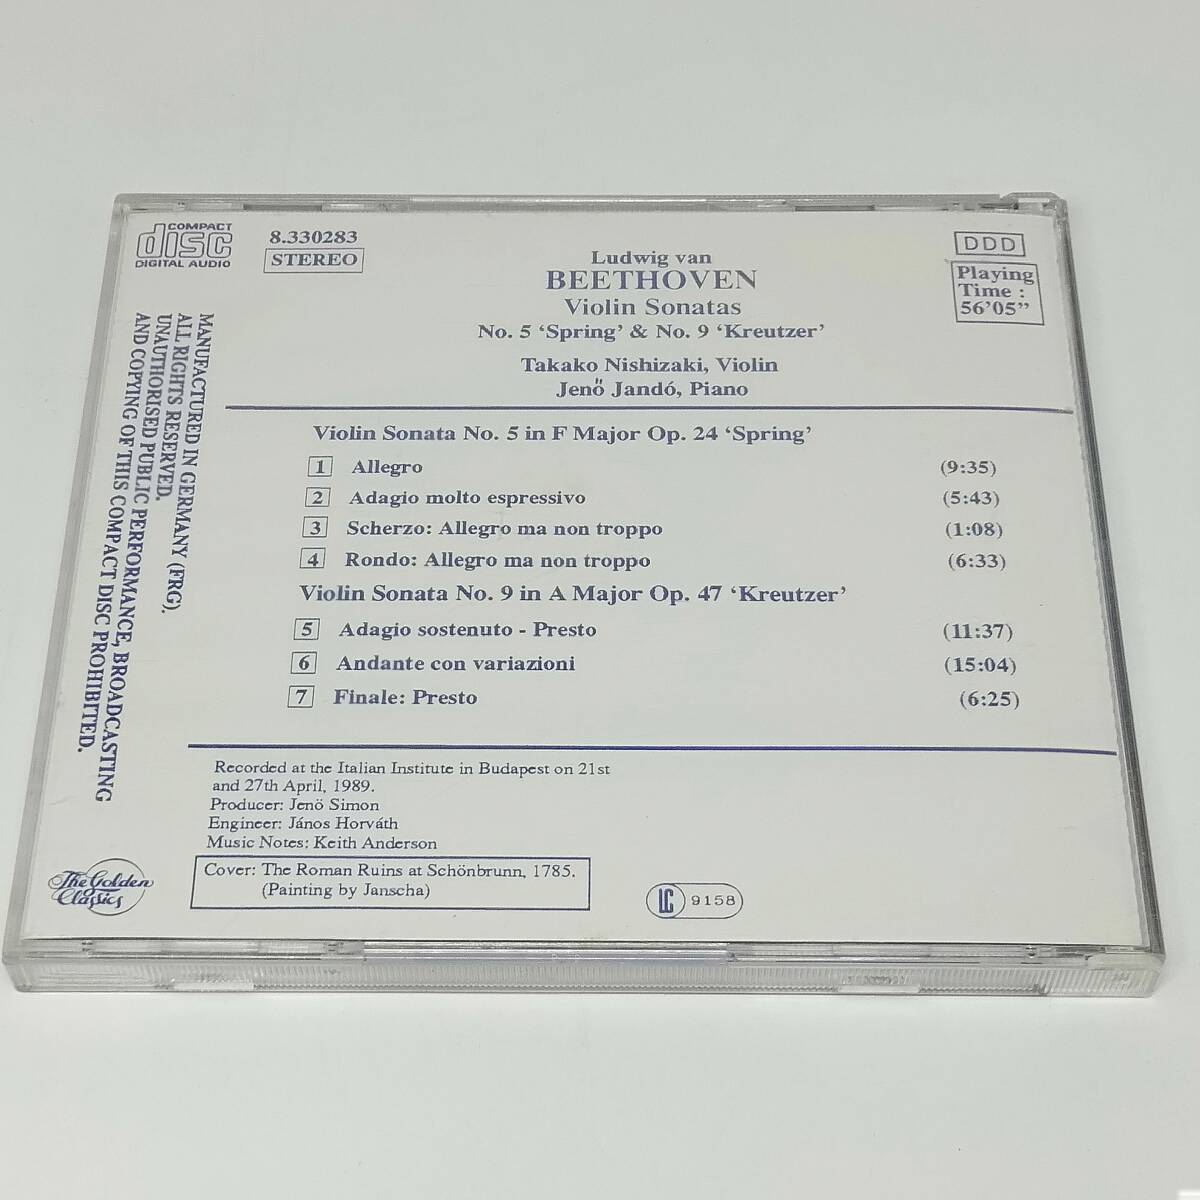 COMPACT
disc
DIGITAL AUDIO
8.330283
STEREO
Ludwig van
BEETHOVEN
Violin Sonatas
No. 5 ‘Spring’ & No. 9 ‘Kreutzer’
Takako Nishizaki, Violin
Jenő Jandó, Piano
DDD
Playing
Time :
56’05”
Violin Sonata No. 5 in F Major Op. 24 ‘Spring’
1 Allegro (9:35)
2 Adagio molto espressivo (5:43)
3 Scherzo: Allegro ma non troppo (1:08)
4 Rondo: Allegro ma non troppo (6:33)
Violin Sonata No. 9 in A Major Op. 47 ‘Kreutzer’
5 Adagio sostenuto - Presto (11:37)
6 Andante con variazioni (15:04)
7 Finale: Presto (6:25)
Recorded at the Italian Institute in Budapest on 21st
and 27th April, 1989.
Producer: Jenö Simon
Engineer: János Horváth
Music Notes: Keith Anderson
Cover: The Roman Ruins at Schönbrunn, 1785.
(Painting by Janscha)
LC 9158
The Golden
Classics
MANUFACTURED IN GERMANY (FRG).
ALL RIGHTS RESERVED.
UNAUTHORISED PUBLIC PERFORMANCE, BROADCASTING
AND COPYING OF THIS COMPACT DISC PROHIBITED.